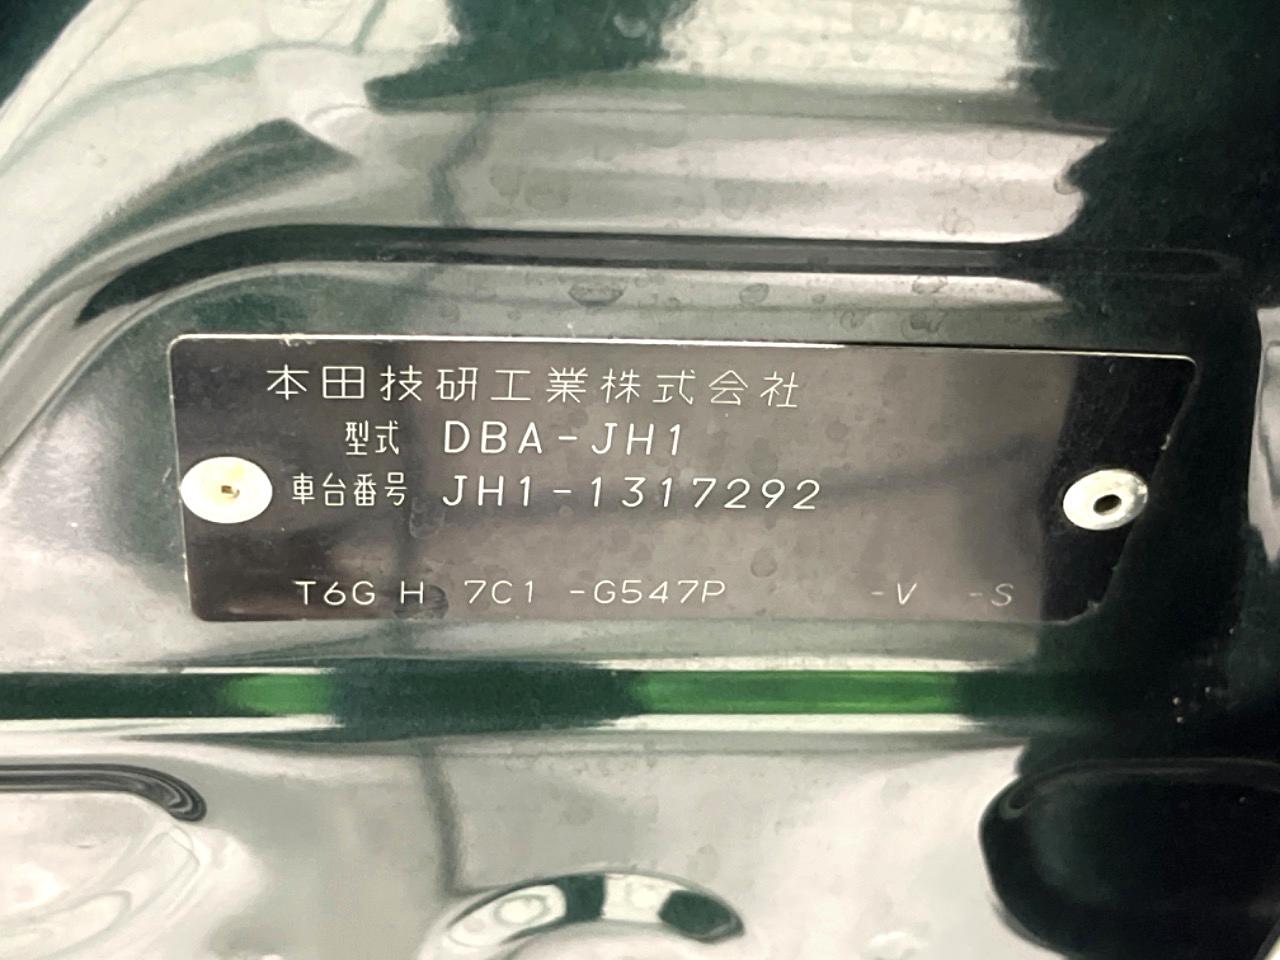 本田技研工業株式会社
型式 DBA-JH1
車台番号 JH1-1317292
T6G H 7C1 -G547P -V -S